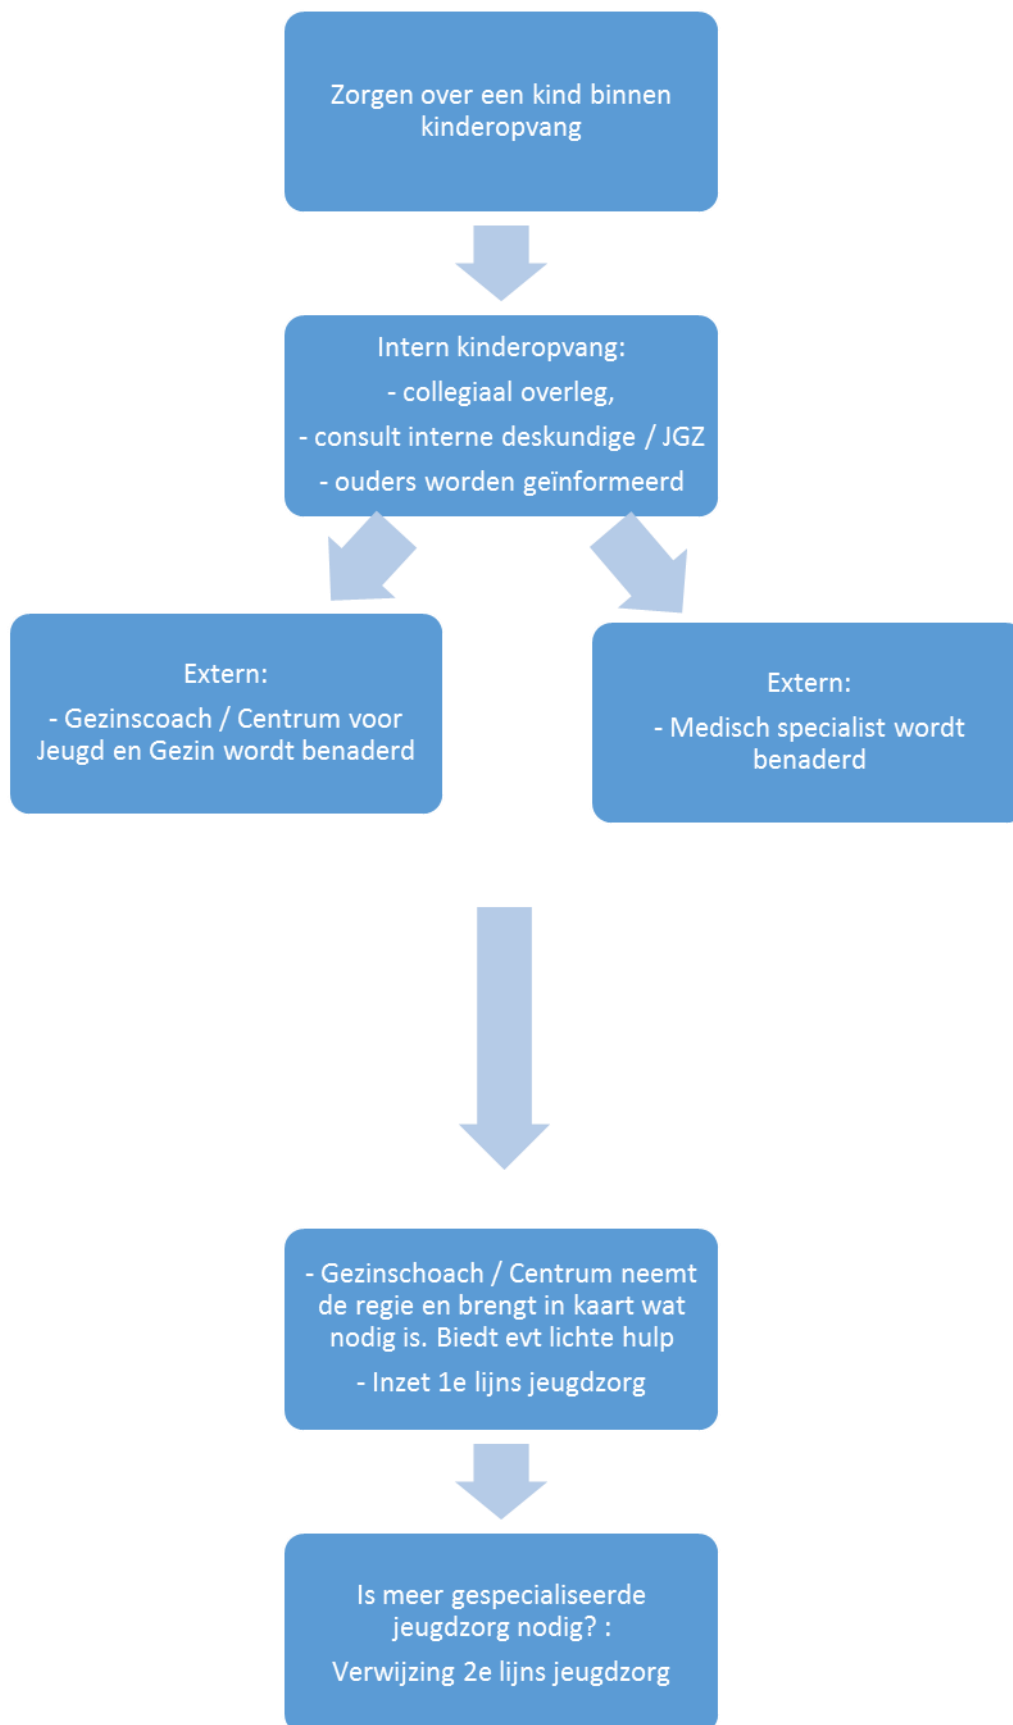 Zorgen over een kind binnen
kinderopvang
Intern kinderopvang:
- collegiaal overleg,
- consult interne deskundige / JGZ
- ouders worden geïnformeerd
Extern:
- Gezinscoach / Centrum voor
Jeugd en Gezin wordt benaderd
Extern:
- Medisch specialist wordt
benaderd
- Gezinschoach / Centrum neemt
de regie en brengt in kaart wat
nodig is. Biedt evt lichte hulp
- Inzet 1e lijns jeugdzorg
Is meer gespecialiseerde
jeugdzorg nodig? :
Verwijzing 2e lijns jeugdzorg